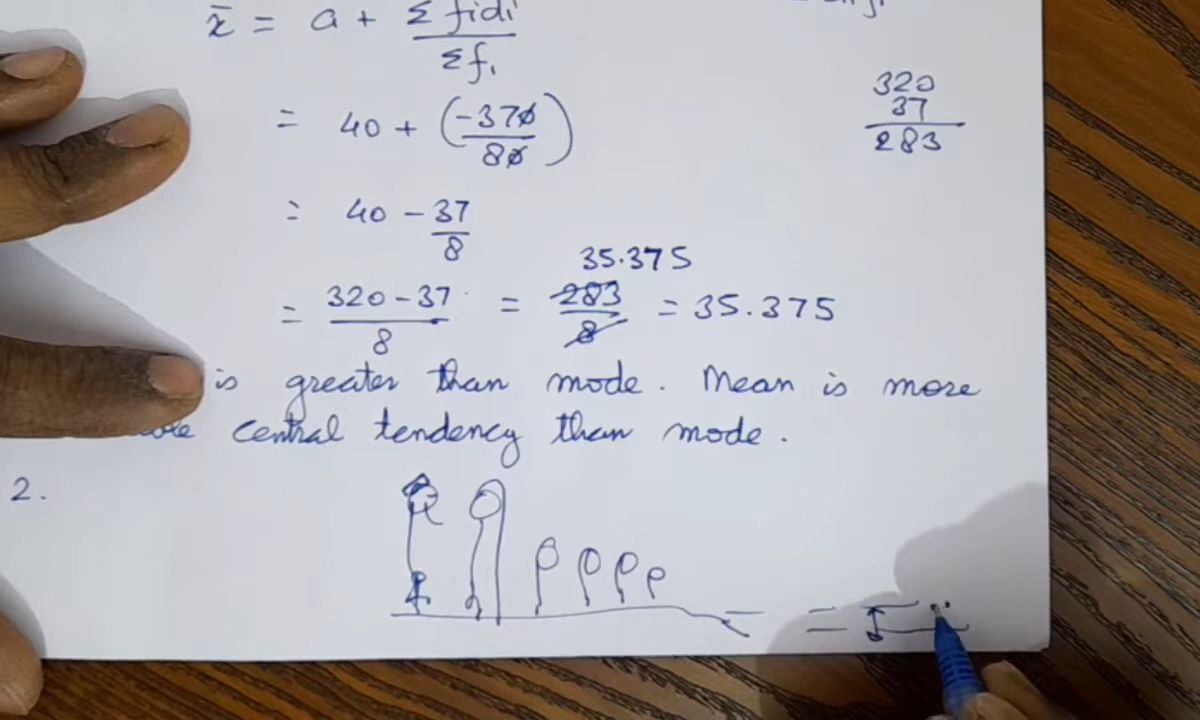 x̄ = a + Σ fidi / Σfi
= 40 + (-370 / 80)
320
37
283
= 40 - 37 / 8
35.375
= 320 - 37 / 8 = 283 / 8 = 35.375
is greater than mode. Mean is more
central tendency than mode.
2.